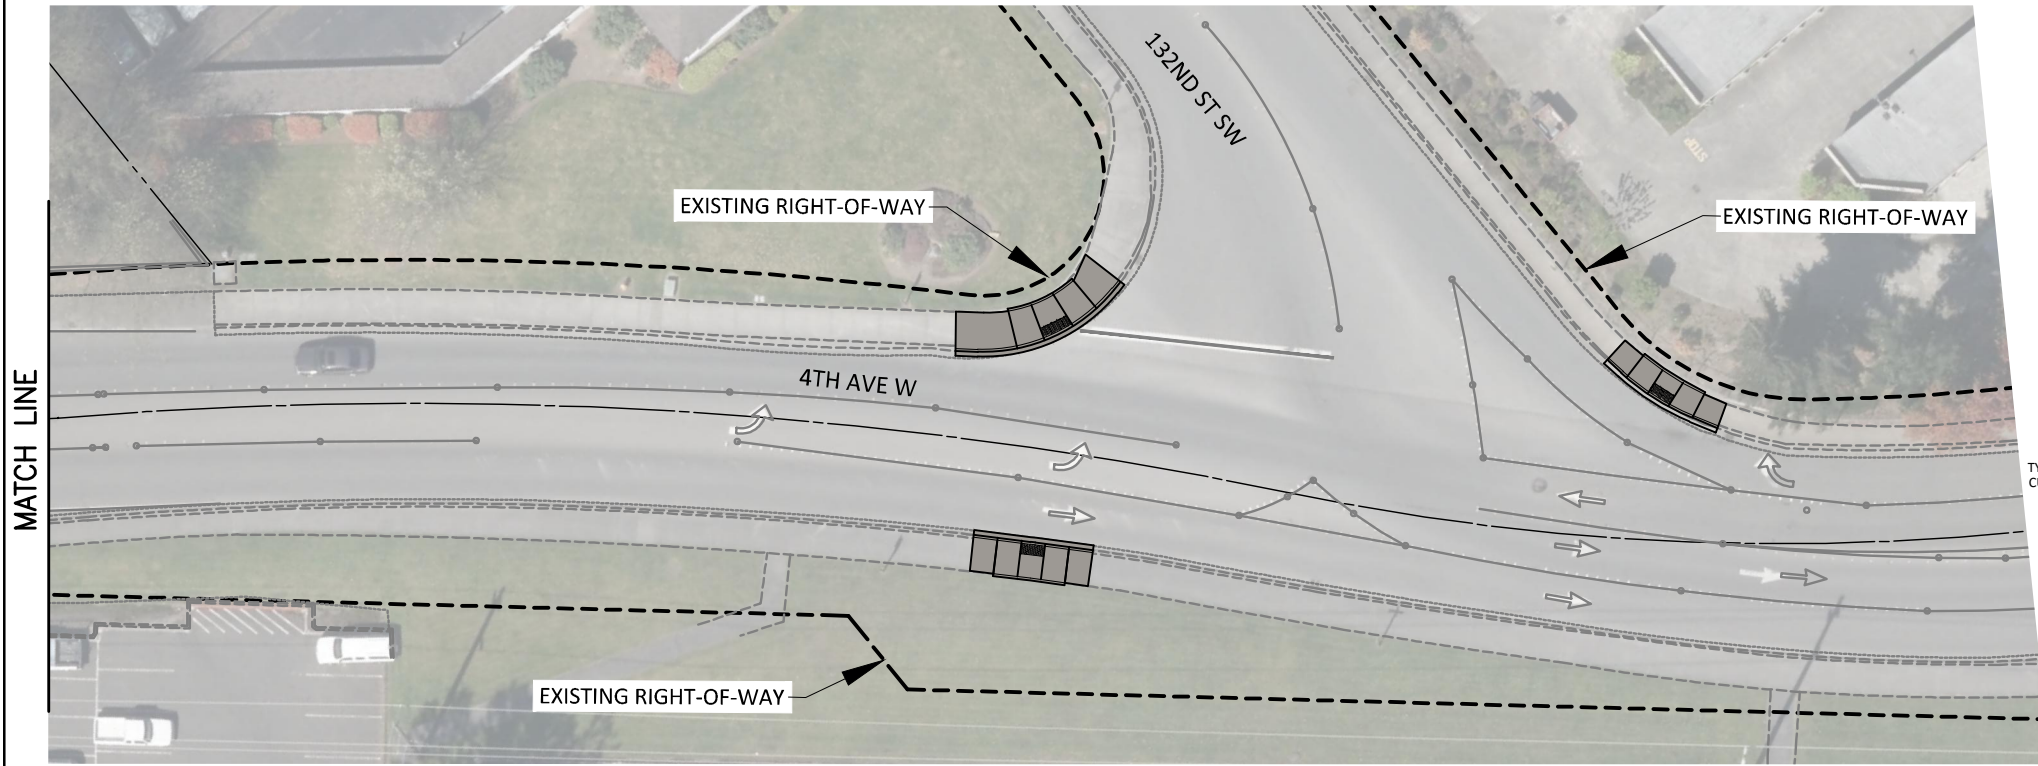 132ND ST SW
EXISTING RIGHT-OF-WAY
EXISTING RIGHT-OF-WAY
STOP
4TH AVE W
MATCH LINE
EXISTING RIGHT-OF-WAY